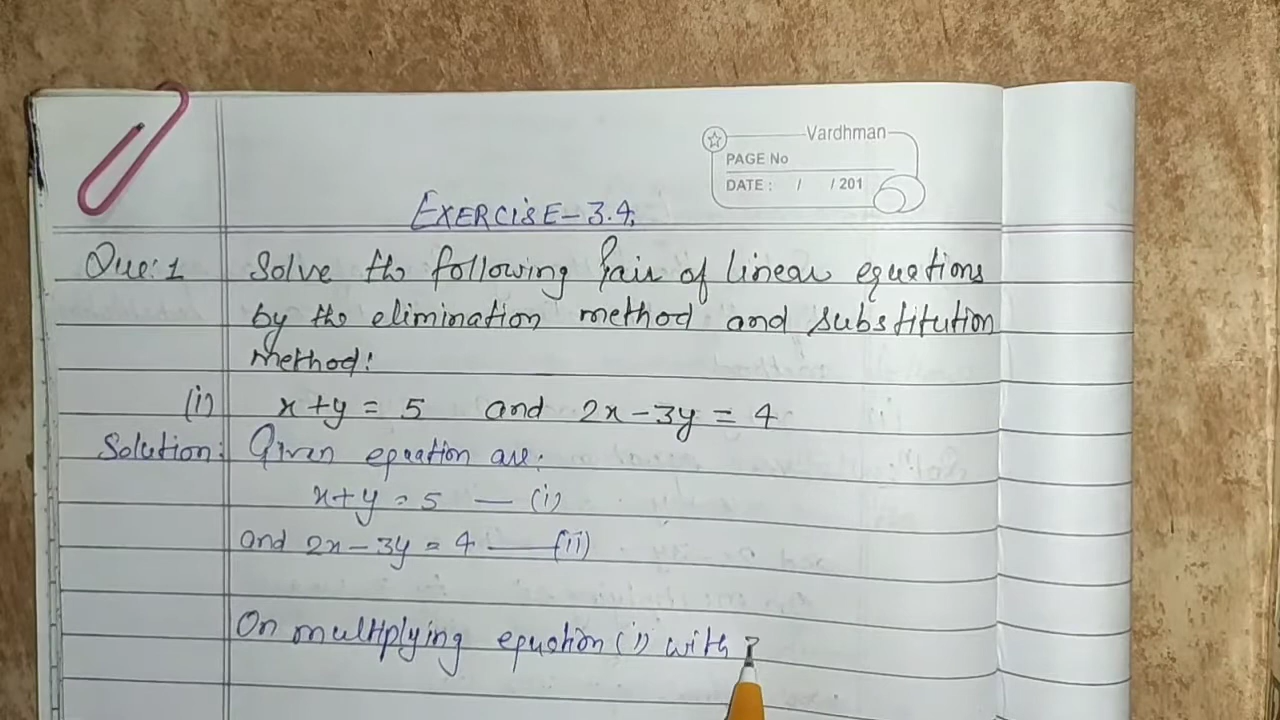 Vardhman
PAGE No
DATE : / / 201
EXERCISE-3.4.
Que:1 Solve the following pair of linear equations
by the elimination method and substitution
method:
(i) x+y = 5 and 2x-3y = 4
Solution: Given equation are:
x+y = 5 — (i)
and 2x-3y = 4 — (ii)
On multiplying equation (i) with